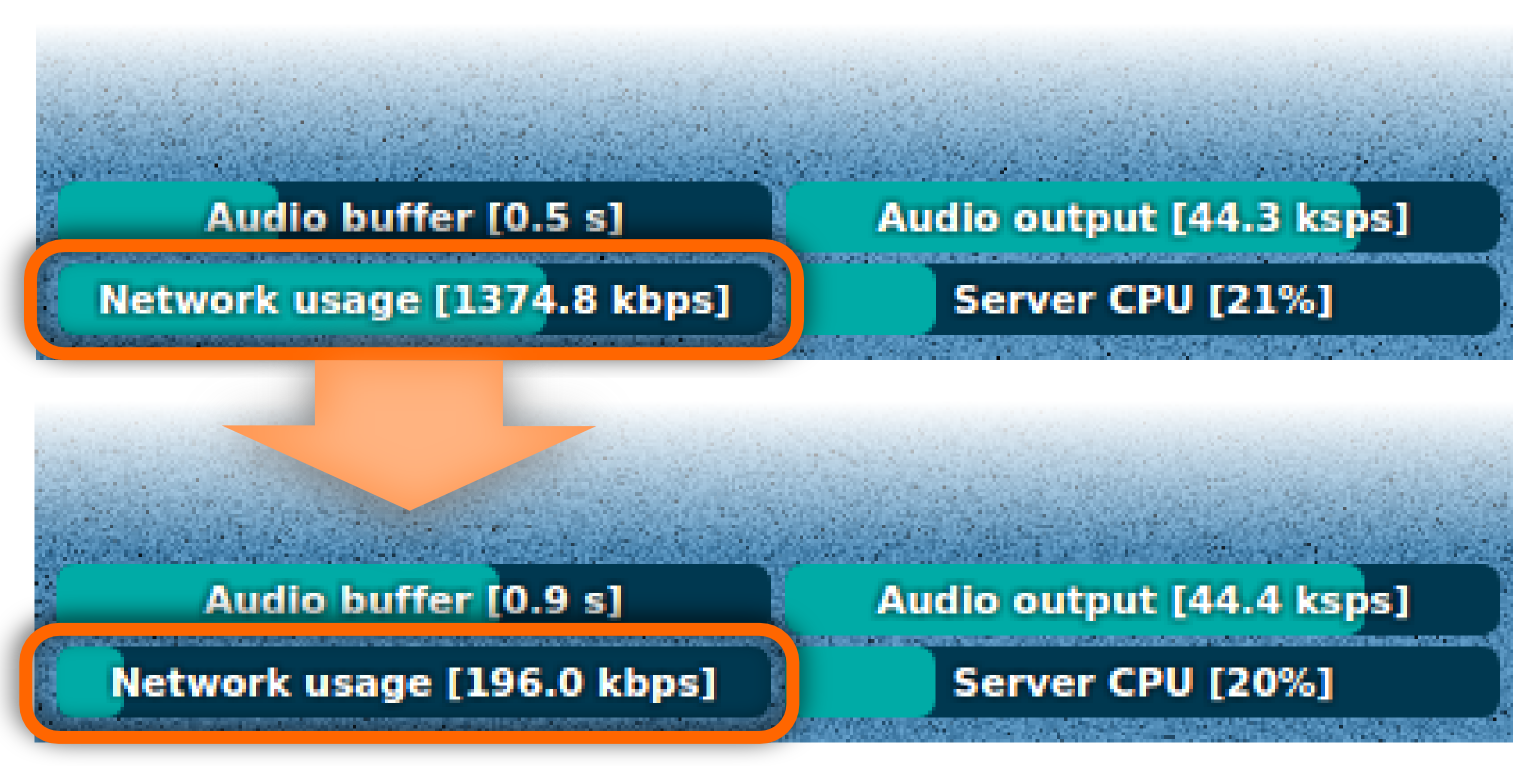 Audio buffer [0.5 s] Audio output [44.3 ksps]
Network usage [1374.8 kbps] Server CPU [21%]
Audio buffer [0.9 s] Audio output [44.4 ksps]
Network usage [196.0 kbps] Server CPU [20%]